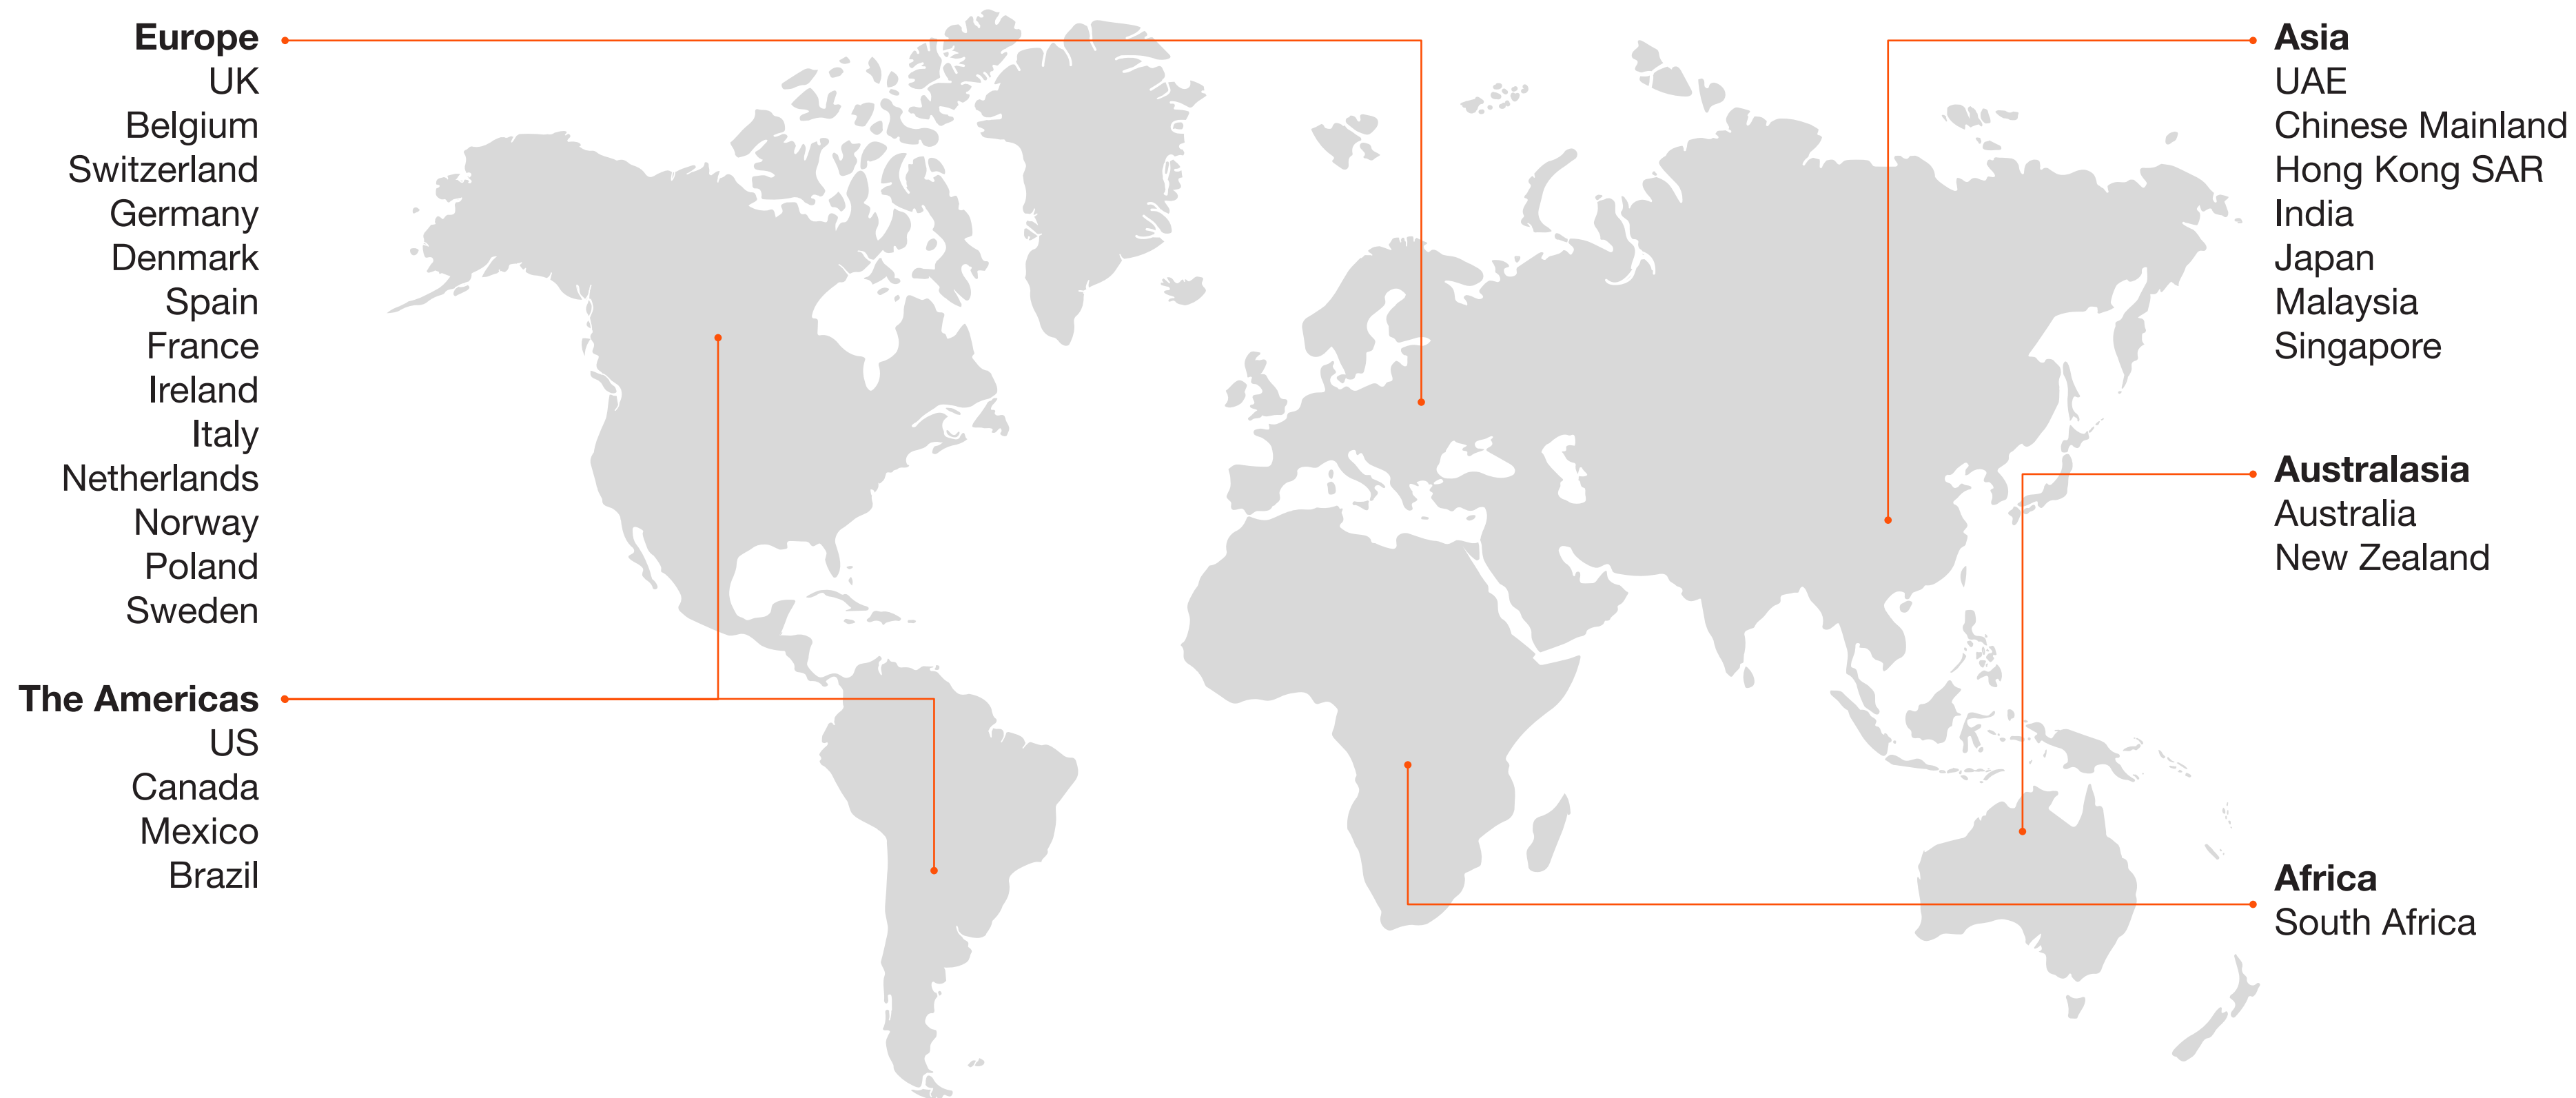 Europe
UK
Belgium
Switzerland
Germany
Denmark
Spain
France
Ireland
Italy
Netherlands
Norway
Poland
Sweden
The Americas
US
Canada
Mexico
Brazil
Asia
UAE
Chinese Mainland
Hong Kong SAR
India
Japan
Malaysia
Singapore
Australasia
Australia
New Zealand
Africa
South Africa